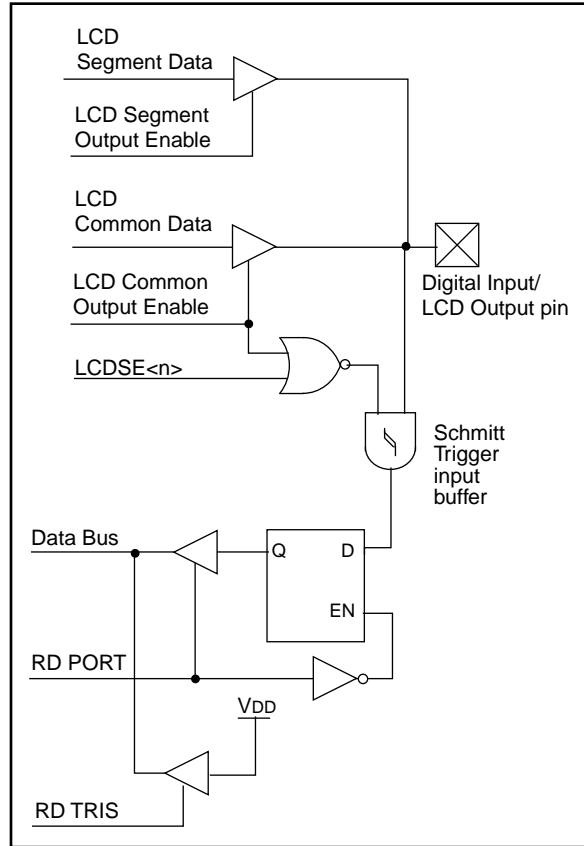 LCD
Segment Data
LCD Segment
Output Enable
LCD
Common Data
LCD Common
Output Enable
Digital Input/
LCD Output pin
LCDSE<n>
Schmitt
Trigger
input
buffer
Data Bus
Q
D
EN
RD PORT
VDD
RD TRIS